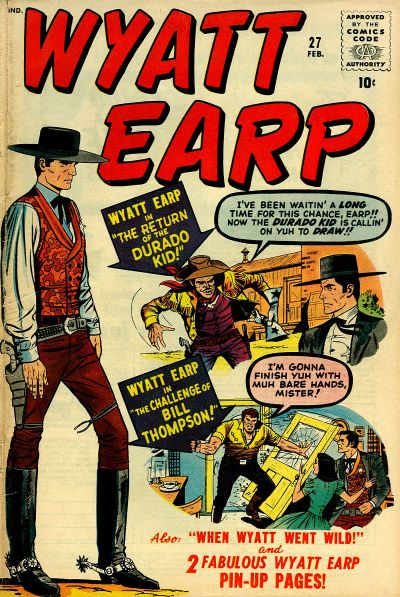 IND.
WYATT
EARP
27
FEB.
APPROVED
BY THE
COMICS
CODE
CA
AUTHORITY
10¢
WYATT EARP
IN
"THE RETURN
OF THE
DURADO
KID!"
I'VE BEEN WAITIN' A LONG
TIME FOR THIS CHANCE, EARP!!
NOW THE DURADO KID IS CALLIN'
ON YUH TO DRAW!!
WYATT EARP
IN
"THE CHALLENGE OF
BILL
THOMPSON!"
I'M GONNA
FINISH YUH WITH
MUH BARE HANDS,
MISTER!
Also: "WHEN WYATT WENT WILD!"
and
2 FABULOUS WYATT EARP
PIN-UP PAGES!